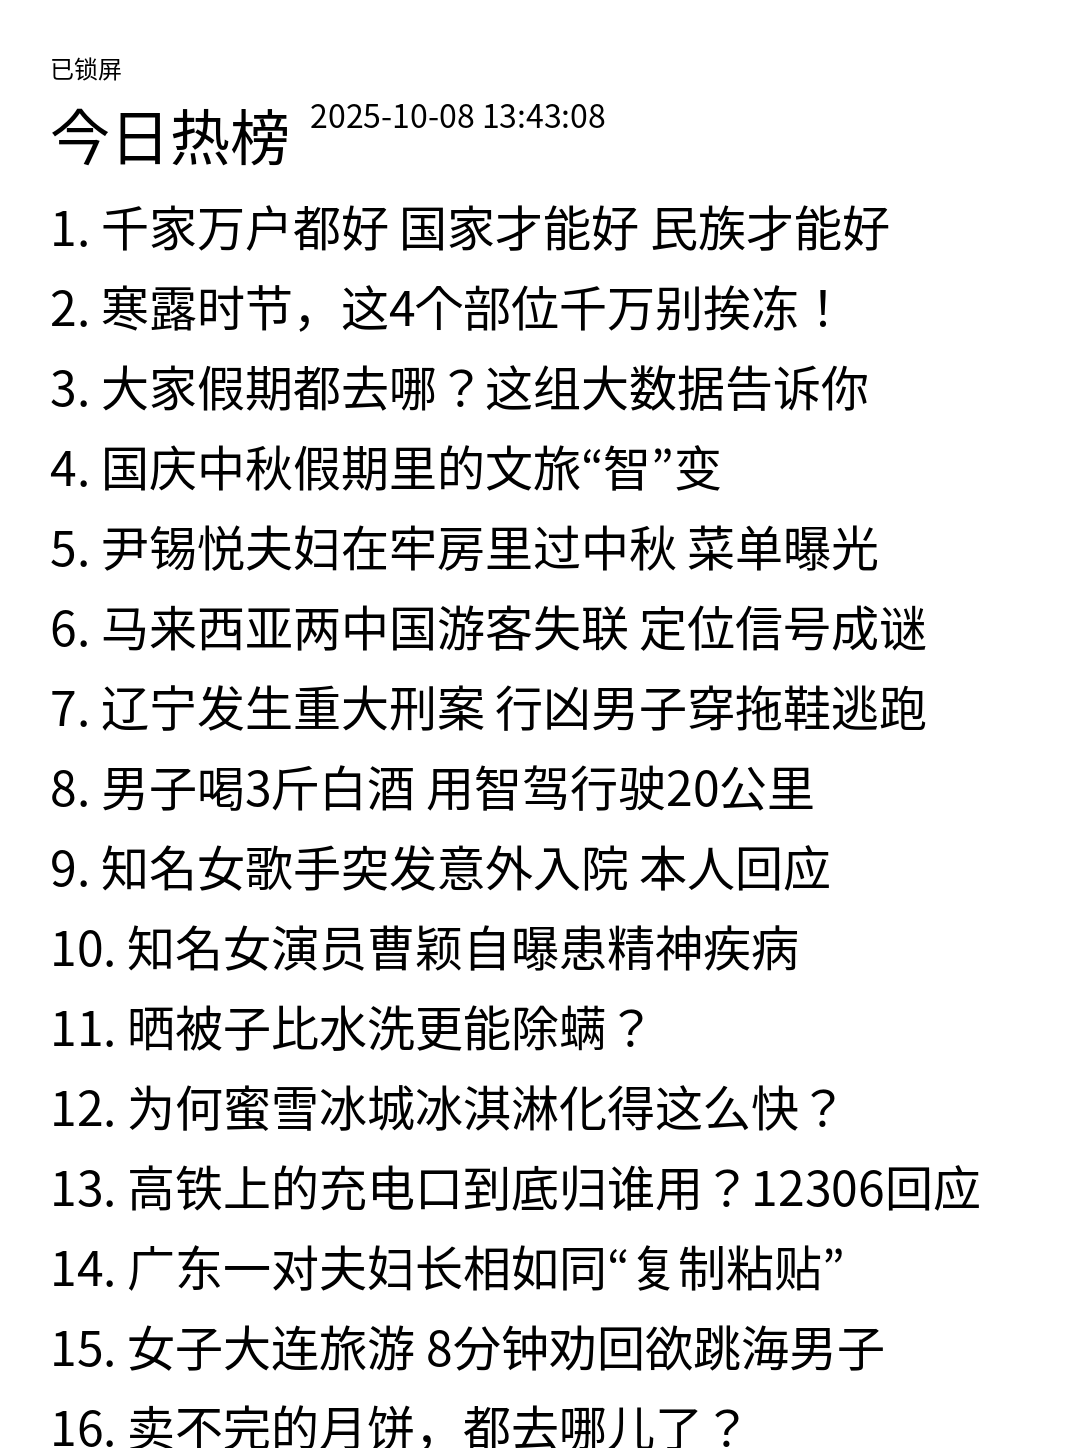 已锁屏
今日热榜 2025-10-08 13:43:08
1. 千家万户都好 国家才能好 民族才能好
2. 寒露时节，这4个部位千万别挨冻！
3. 大家假期都去哪？这组大数据告诉你
4. 国庆中秋假期里的文旅“智”变
5. 尹锡悦夫妇在牢房里过中秋 菜单曝光
6. 马来西亚两中国游客失联 定位信号成谜
7. 辽宁发生重大刑案 行凶男子穿拖鞋逃跑
8. 男子喝3斤白酒 用智驾行驶20公里
9. 知名女歌手突发意外入院 本人回应
10. 知名女演员曹颖自曝患精神疾病
11. 晒被子比水洗更能除螨？
12. 为何蜜雪冰城冰淇淋化得这么快？
13. 高铁上的充电口到底归谁用？12306回应
14. 广东一对夫妇长相如同“复制粘贴”
15. 女子大连旅游 8分钟劝回欲跳海男子
16. 卖不完的月饼，都去哪儿了？